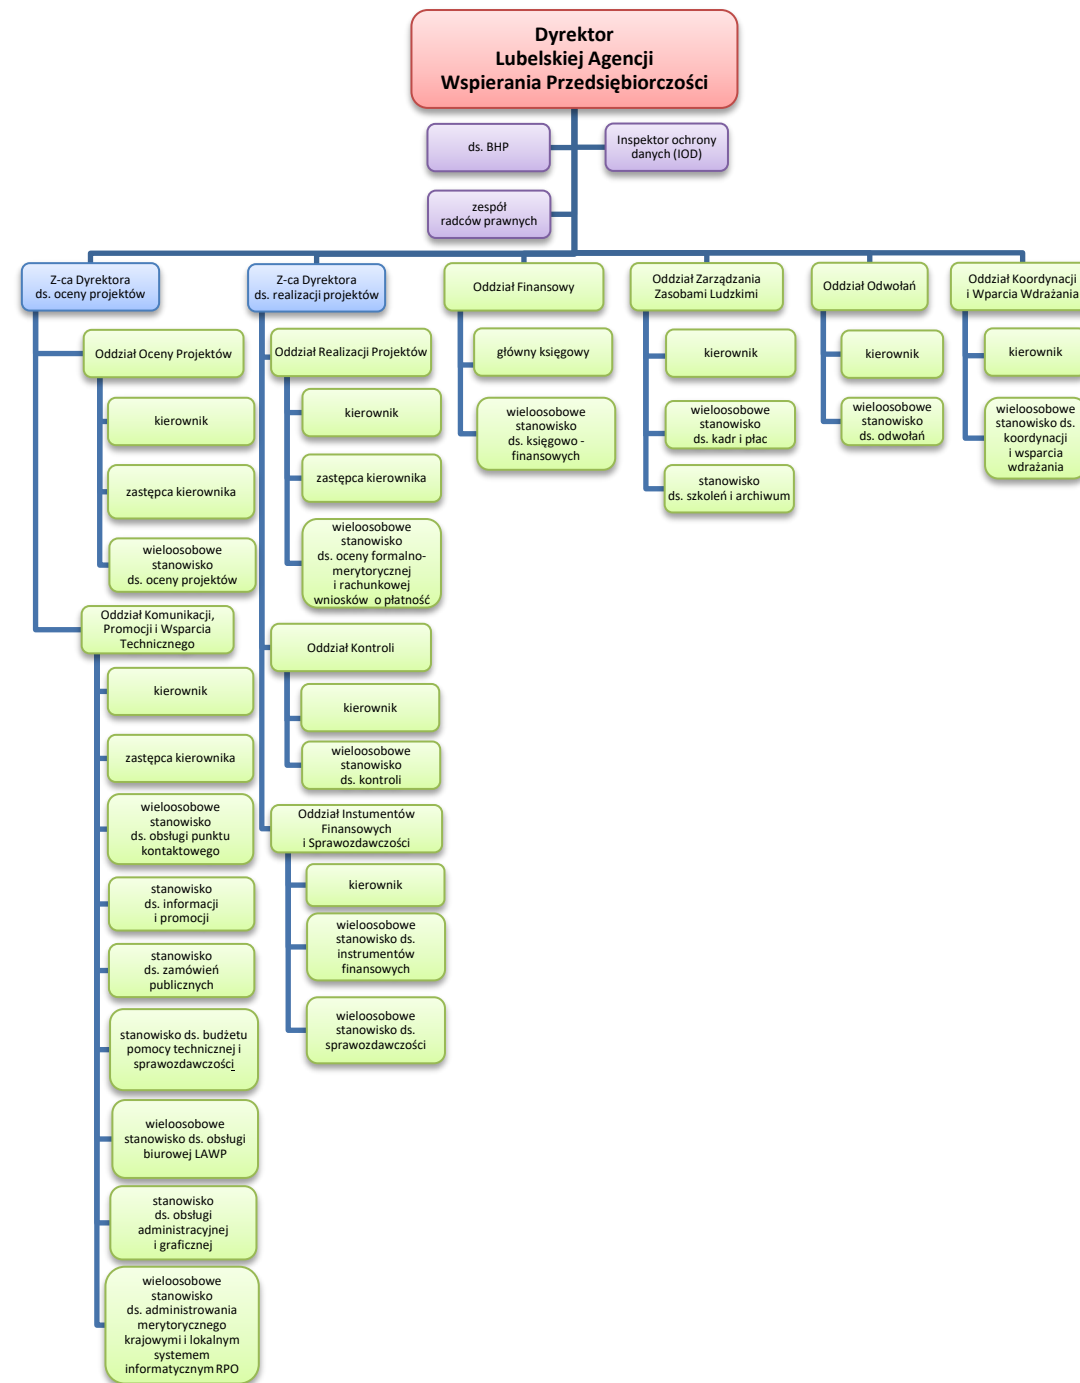 Dyrektor
Lubelskiej Agencji
Wspierania Przedsiębiorczości
ds. BHP
Inspektor ochrony
danych (IOD)
zespół
radców prawnych
Z-ca Dyrektora
ds. oceny projektów
Oddział Oceny Projektów
kierownik
zastępca kierownika
wieloosobowe
stanowisko
ds. oceny projektów
Oddział Komunikacji,
Promocji i Wsparcia
Technicznego
kierownik
zastępca kierownika
wieloosobowe
stanowisko
ds. obsługi punktu
kontaktowego
stanowisko
ds. informacji
i promocji
stanowisko
ds. zamówień
publicznych
stanowisko ds. budżetu
pomocy technicznej i
sprawozdawczości
wieloosobowe
stanowisko ds. obsługi
biurowej LAWP
stanowisko
ds. obsługi
administracyjnej
i graficznej
wieloosobowe
stanowisko
ds. administrowania
merytorycznego
krajowymi i lokalnym
systemem
informatycznym RPO
Z-ca Dyrektora
ds. realizacji projektów
Oddział Realizacji Projektów
kierownik
zastępca kierownika
wieloosobowe
stanowisko
ds. oceny formalno-
merytorycznej
i rachunkowej
wniosków o płatność
Oddział Kontroli
kierownik
wieloosobowe
stanowisko
ds. kontroli
Oddział Instumentów
Finansowych
i Sprawozdawczości
kierownik
wieloosobowe
stanowisko ds.
instrumentów
finansowych
wieloosobowe
stanowisko ds.
sprawozdawczości
Oddział Finansowy
główny księgowy
wieloosobowe
stanowisko
ds. księgowo -
finansowych
Oddział Zarządzania
Zasobami Ludzkimi
kierownik
wieloosobowe
stanowisko
ds. kadr i płac
stanowisko
ds. szkoleń i archiwum
Oddział Odwołań
kierownik
wieloosobowe
stanowisko
ds. odwołań
Oddział Koordynacji
i Wparcia Wdrażania
kierownik
wieloosobowe
stanowisko ds.
koordynacji
i wsparcia
wdrażania